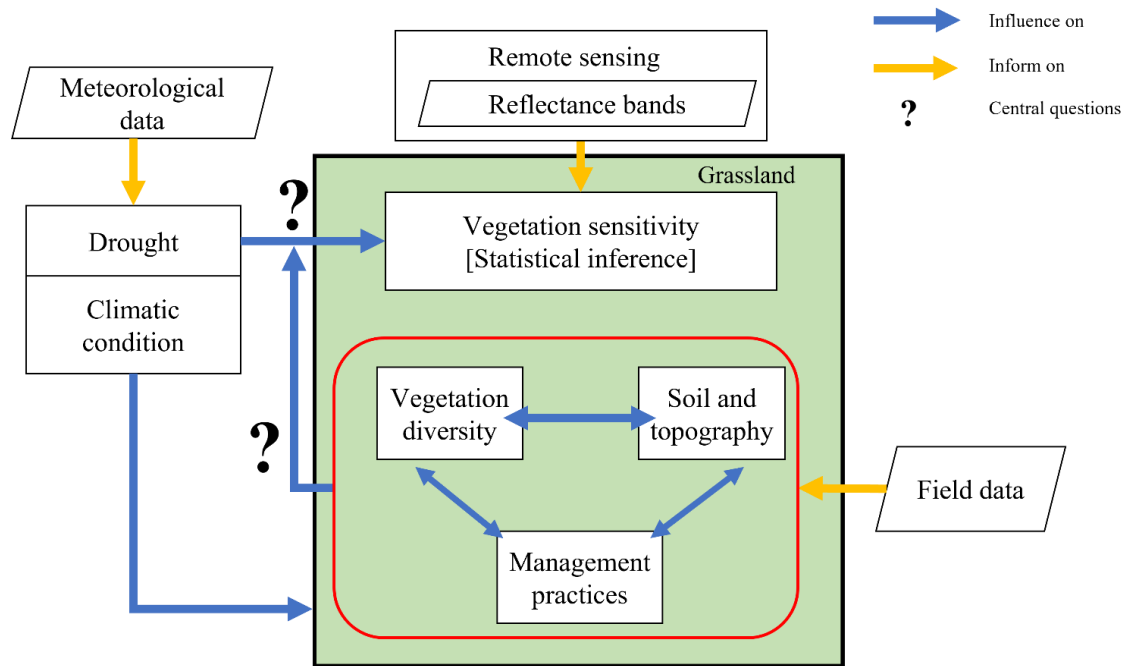 Influence on
Inform on
?
Central questions
Remote sensing
Reflectance bands
Meteorological
data
Grassland
?
Drought
Vegetation sensitivity
[Statistical inference]
Climatic
condition
Vegetation
diversity
Soil and
topography
?
Field data
Management
practices